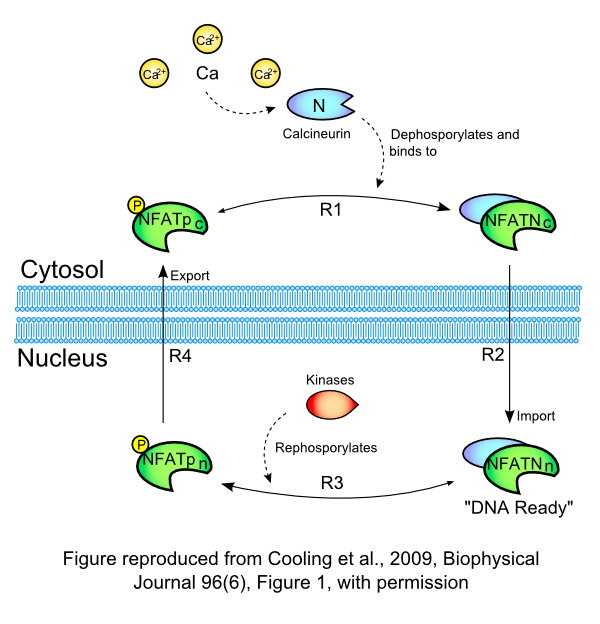 Ca²⁺
Ca²⁺
Ca
Ca²⁺
N
Calcineurin
Dephosporylates and
binds to
P
NFATp c
R1
NFATN c
Cytosol
Export
Nucleus
R4
R2
Kinases
Import
Rephosporylates
P
NFATp n
R3
NFATN n
"DNA Ready"
Figure reproduced from Cooling et al., 2009, Biophysical
Journal 96(6), Figure 1, with permission